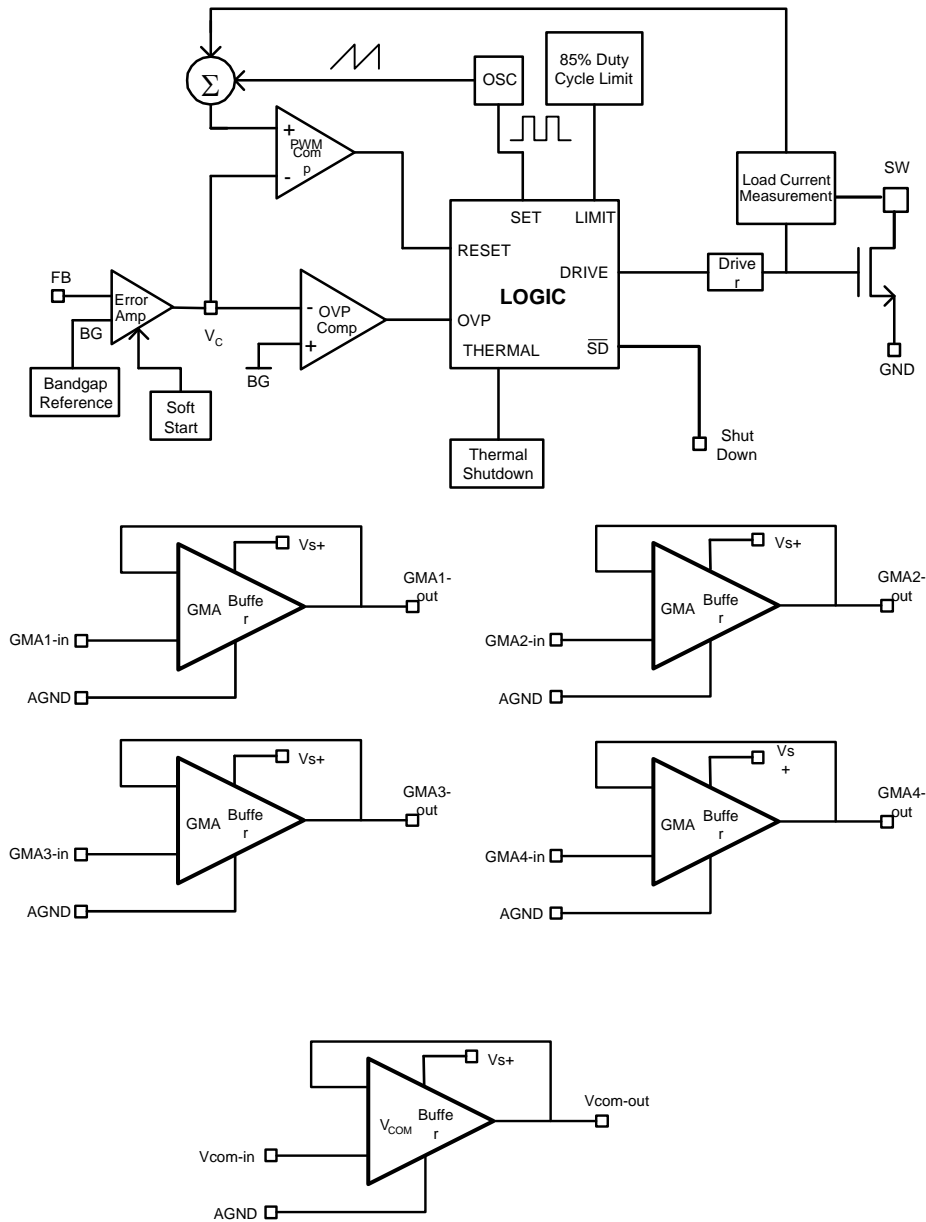 Σ
OSC
85% Duty
Cycle Limit
+
PWM
Com
p
-
Load Current
Measurement
SW
SET
LIMIT
RESET
DRIVE
LOGIC
OVP
THERMAL
SD
Drive
r
FB
Error
Amp
BG
VC
-
OVP
Comp
+
BG
GND
Bandgap
Reference
Soft
Start
Thermal
Shutdown
Shut
Down
Vs+
GMA1-
out
GMA
Buffe
r
GMA1-in
AGND
Vs+
GMA2-
out
GMA
Buffe
r
GMA2-in
AGND
Vs+
GMA3-
out
GMA
Buffe
r
GMA3-in
AGND
Vs
+
GMA4-
out
GMA
Buffe
r
GMA4-in
AGND
Vs+
Vcom-out
VCOM
Buffe
r
Vcom-in
AGND